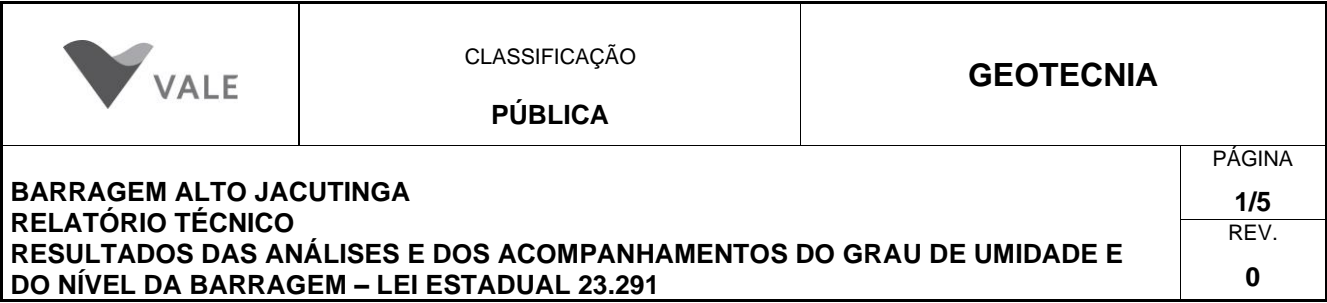 VALE
CLASSIFICAÇÃO
PÚBLICA
GEOTECNIA
BARRAGEM ALTO JACUTINGA
RELATÓRIO TÉCNICO
RESULTADOS DAS ANÁLISES E DOS ACOMPANHAMENTOS DO GRAU DE UMIDADE E
DO NÍVEL DA BARRAGEM – LEI ESTADUAL 23.291
PÁGINA
1/5
REV.
0